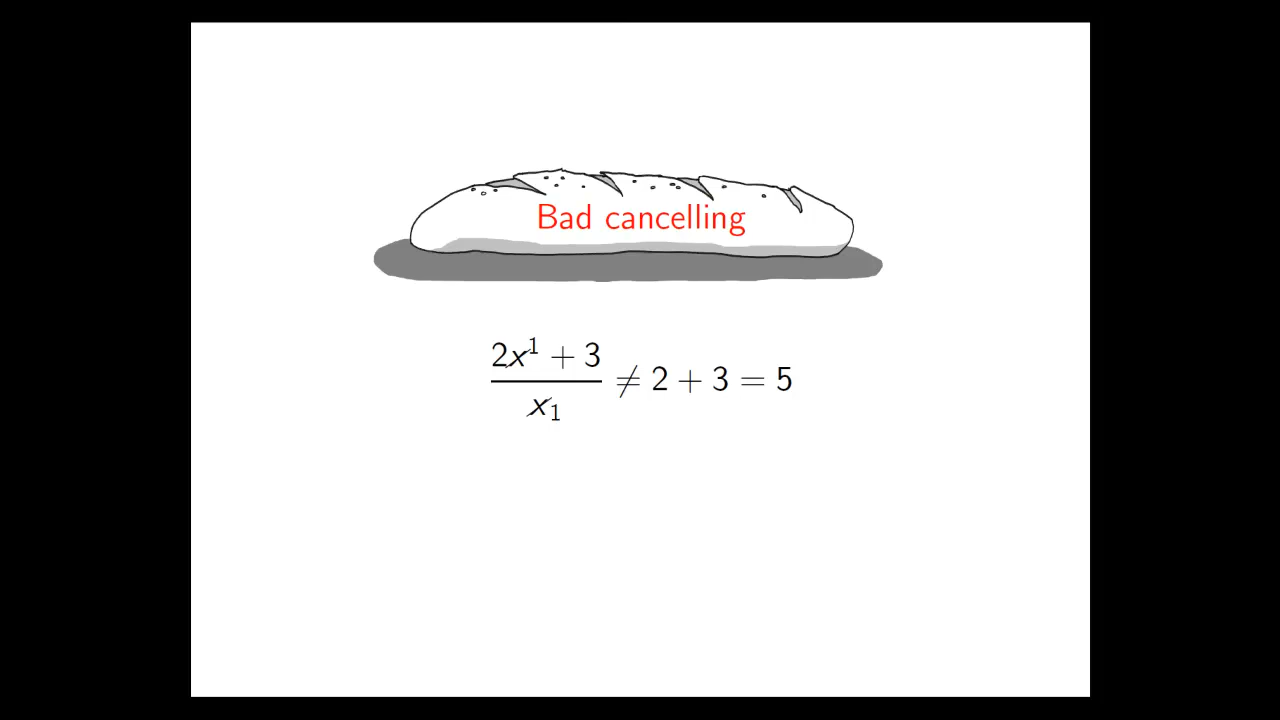 Bad cancelling
2x¹ + 3
x₁
≠ 2 + 3 = 5